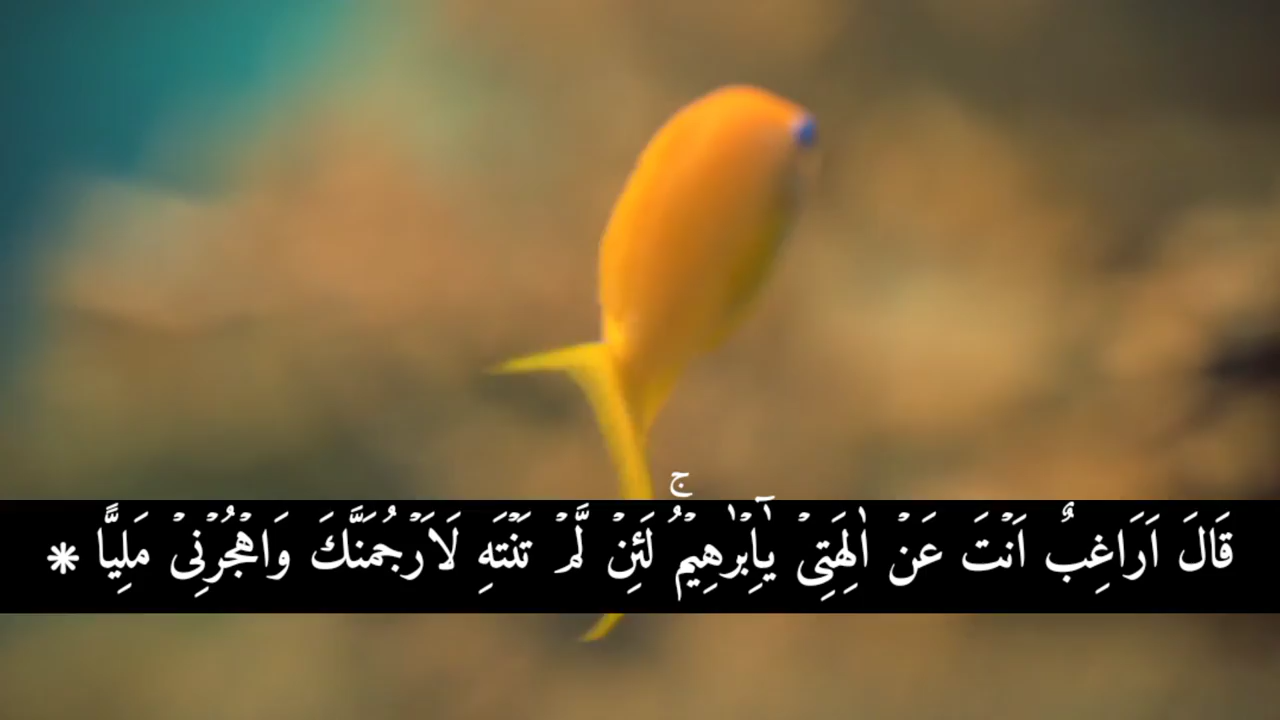 قَالَ اَرَاغِبٌ اَنْتَ عَنْ اٰلِهَتِىْ يٰٓاِبْرٰهِيْمُ ۚ لَئِنْ لَّمْ تَنْتَهِ لَاَرْجُمَنَّكَ وَاهْجُرْنِىْ مَلِيًّا *